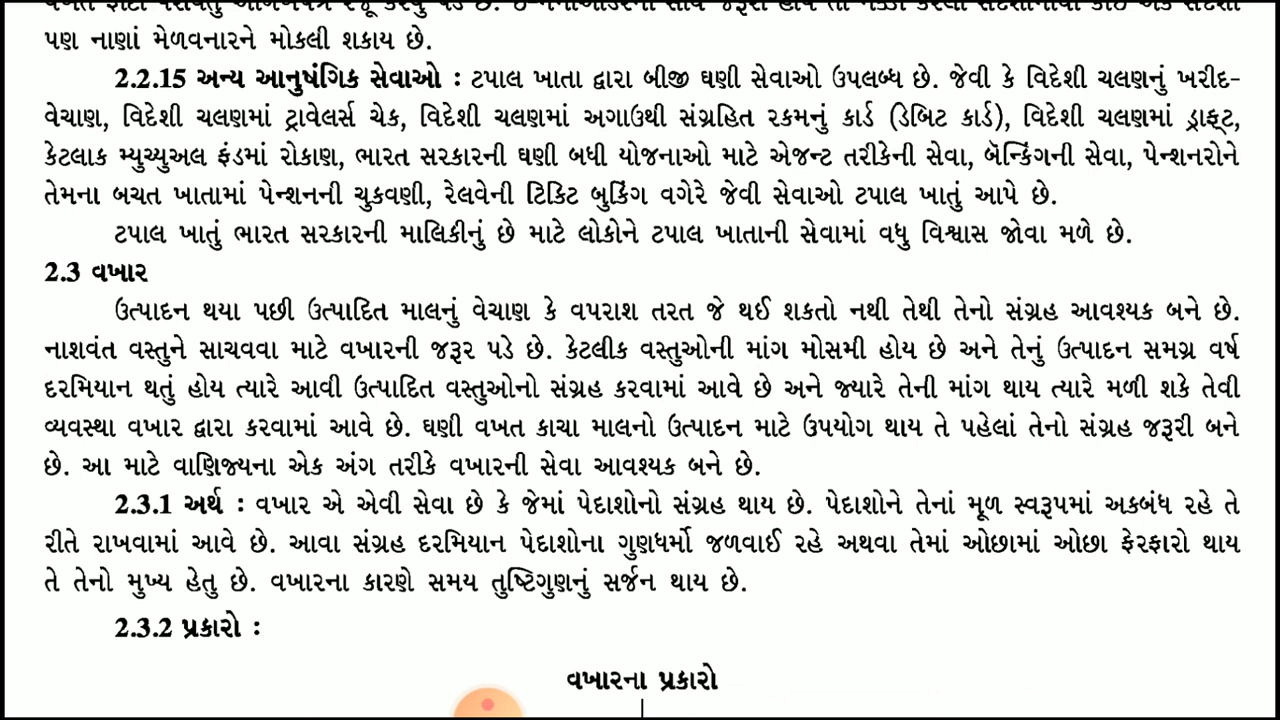 પણ નાણાં મેળવનારને મોકલી શકાય છે.
2.2.15 અન્ય આનુષંગિક સેવાઓ : ટપાલ ખાતા દ્વારા બીજી ઘણી સેવાઓ ઉપલબ્ધ છે. જેવી કે વિદેશી ચલણનું ખરીદ-
વેચાણ, વિદેશી ચલણમાં ટ્રાવેલર્સ ચેક, વિદેશી ચલણમાં અગાઉથી સંગ્રહિત રકમનું કાર્ડ (ડેબિટ કાર્ડ), વિદેશી ચલણમાં ડ્રાફ્ટ,
કેટલાક મ્યુચ્યુઅલ ફંડમાં રોકાણ, ભારત સરકારની ઘણી બધી યોજનાઓ માટે એજન્ટ તરીકેની સેવા, બૅન્કિંગની સેવા, પેન્શનરોને
તેમના બચત ખાતામાં પેન્શનની ચુકવણી, રેલવેની ટિકિટ બુકિંગ વગેરે જેવી સેવાઓ ટપાલ ખાતું આપે છે.
ટપાલ ખાતું ભારત સરકારની માલિકીનું છે માટે લોકોને ટપાલ ખાતાની સેવામાં વધુ વિશ્વાસ જોવા મળે છે.
2.3 વખાર
ઉત્પાદન થયા પછી ઉત્પાદિત માલનું વેચાણ કે વપરાશ તરત જે થઈ શકતો નથી તેથી તેનો સંગ્રહ આવશ્યક બને છે.
નાશવંત વસ્તુને સાચવવા માટે વખારની જરૂર પડે છે. કેટલીક વસ્તુઓની માંગ મોસમી હોય છે અને તેનું ઉત્પાદન સમગ્ર વર્ષ
દરમિયાન થતું હોય ત્યારે આવી ઉત્પાદિત વસ્તુઓનો સંગ્રહ કરવામાં આવે છે અને જ્યારે તેની માંગ થાય ત્યારે મળી શકે તેવી
વ્યવસ્થા વખાર દ્વારા કરવામાં આવે છે. ઘણી વખત કાચા માલનો ઉત્પાદન માટે ઉપયોગ થાય તે પહેલાં તેનો સંગ્રહ જરૂરી બને
છે. આ માટે વાણિજ્યના એક અંગ તરીકે વખારની સેવા આવશ્યક બને છે.
2.3.1 અર્થ : વખાર એ એવી સેવા છે કે જેમાં પેદાશોનો સંગ્રહ થાય છે. પેદાશોને તેનાં મૂળ સ્વરૂપમાં અકબંધ રહે તે
રીતે રાખવામાં આવે છે. આવા સંગ્રહ દરમિયાન પેદાશોના ગુણધર્મો જળવાઈ રહે અથવા તેમાં ઓછામાં ઓછા ફેરફારો થાય
તે તેનો મુખ્ય હેતુ છે. વખારના કારણે સમય તુષ્ટિગુણનું સર્જન થાય છે.
2.3.2 પ્રકારો :
વખારના પ્રકારો